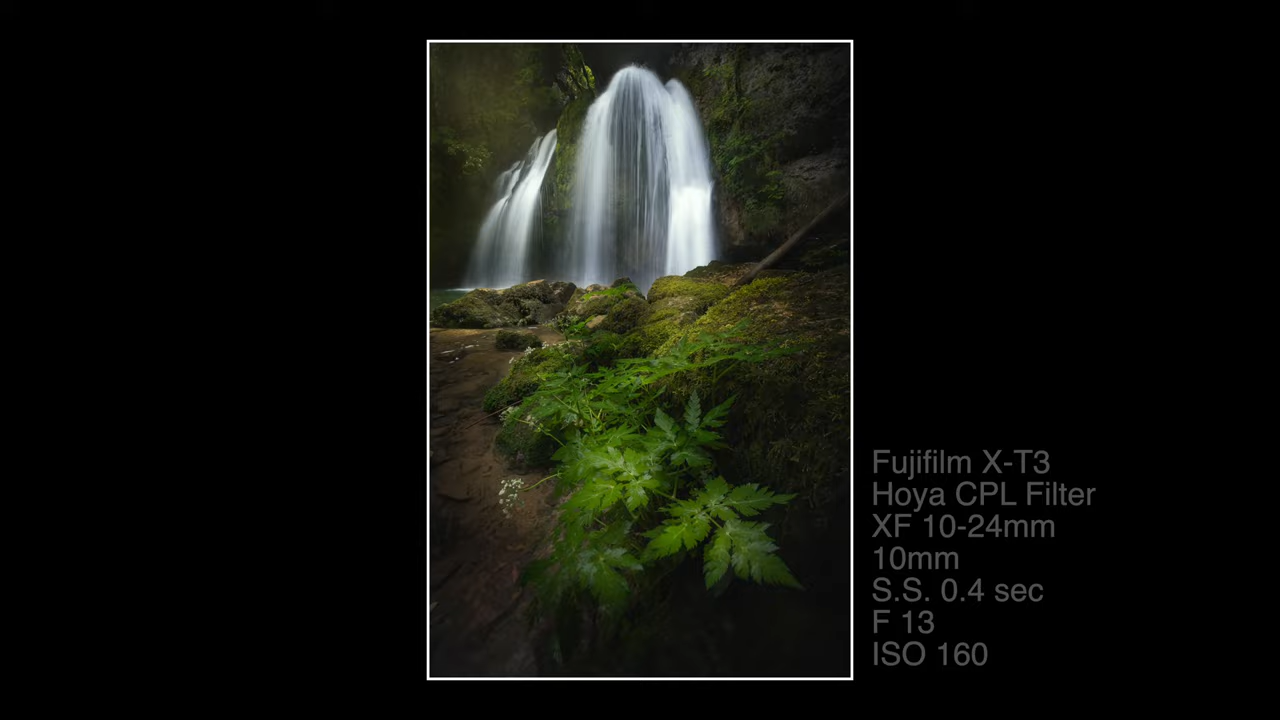 Fujifilm X-T3
Hoya CPL Filter
XF 10-24mm
10mm
S.S. 0.4 sec
F 13
ISO 160